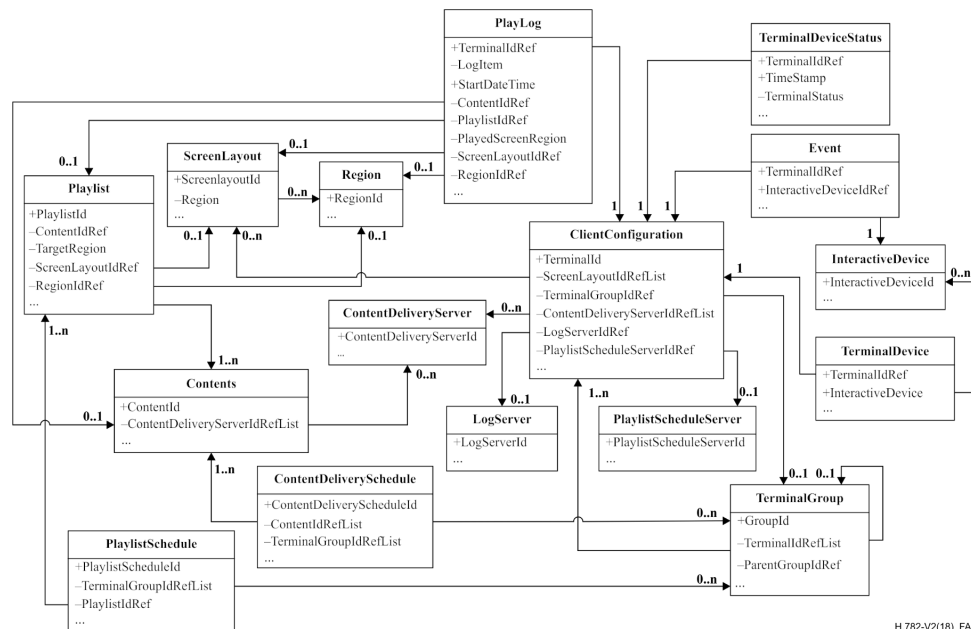 PlayLog
+TerminalIdRef
–LogItem
+StartDateTime
–ContentIdRef
–PlaylistIdRef
–PlayedScreenRegion
–ScreenLayoutIdRef
–RegionIdRef
...
TerminalDeviceStatus
+TerminalIdRef
+TimeStamp
–TerminalStatus
...
Event
+TerminalIdRef
+InteractiveDeviceIdRef
...
0..1
0..1
0..1
ScreenLayout
+ScreenlayoutId
–Region
...
0..n
Region
+RegionId
...
0..1
0..n
0..1
Playlist
+PlaylistId
–ContentIdRef
–TargetRegion
–ScreenLayoutIdRef
–RegionIdRef
...
1..n
1
1
1
1
ClientConfiguration
+TerminalId
–ScreenLayoutIdRefList
–TerminalGroupIdRef
–ContentDeliveryServerIdRefList
–LogServerIdRef
–PlaylistScheduleServerIdRef
...
1
1..n
InteractiveDevice
+InteractiveDeviceId
...
0..n
ContentDeliveryServer
+ContentDeliveryServerId
...
0..n
0..n
TerminalDevice
+TerminalIdRef
+InteractiveDevice
...
1..n
0..1
Contents
+ContentId
–ContentDeliveryServerIdRefList
...
1..n
0..1
LogServer
+LogServerId
...
0..1
PlaylistScheduleServer
+PlaylistScheduleServerId
...
ContentDeliverySchedule
+ContentDeliveryScheduleId
–ContentIdRefList
–TerminalGroupIdRefList
...
0..n
0..1
0..1
TerminalGroup
+GroupId
–TerminalIdRefList
–ParentGroupIdRef
...
PlaylistSchedule
+PlaylistScheduleId
–TerminalGroupIdRefList
–PlaylistIdRef
...
0..n
H.782-V2(18)_FA